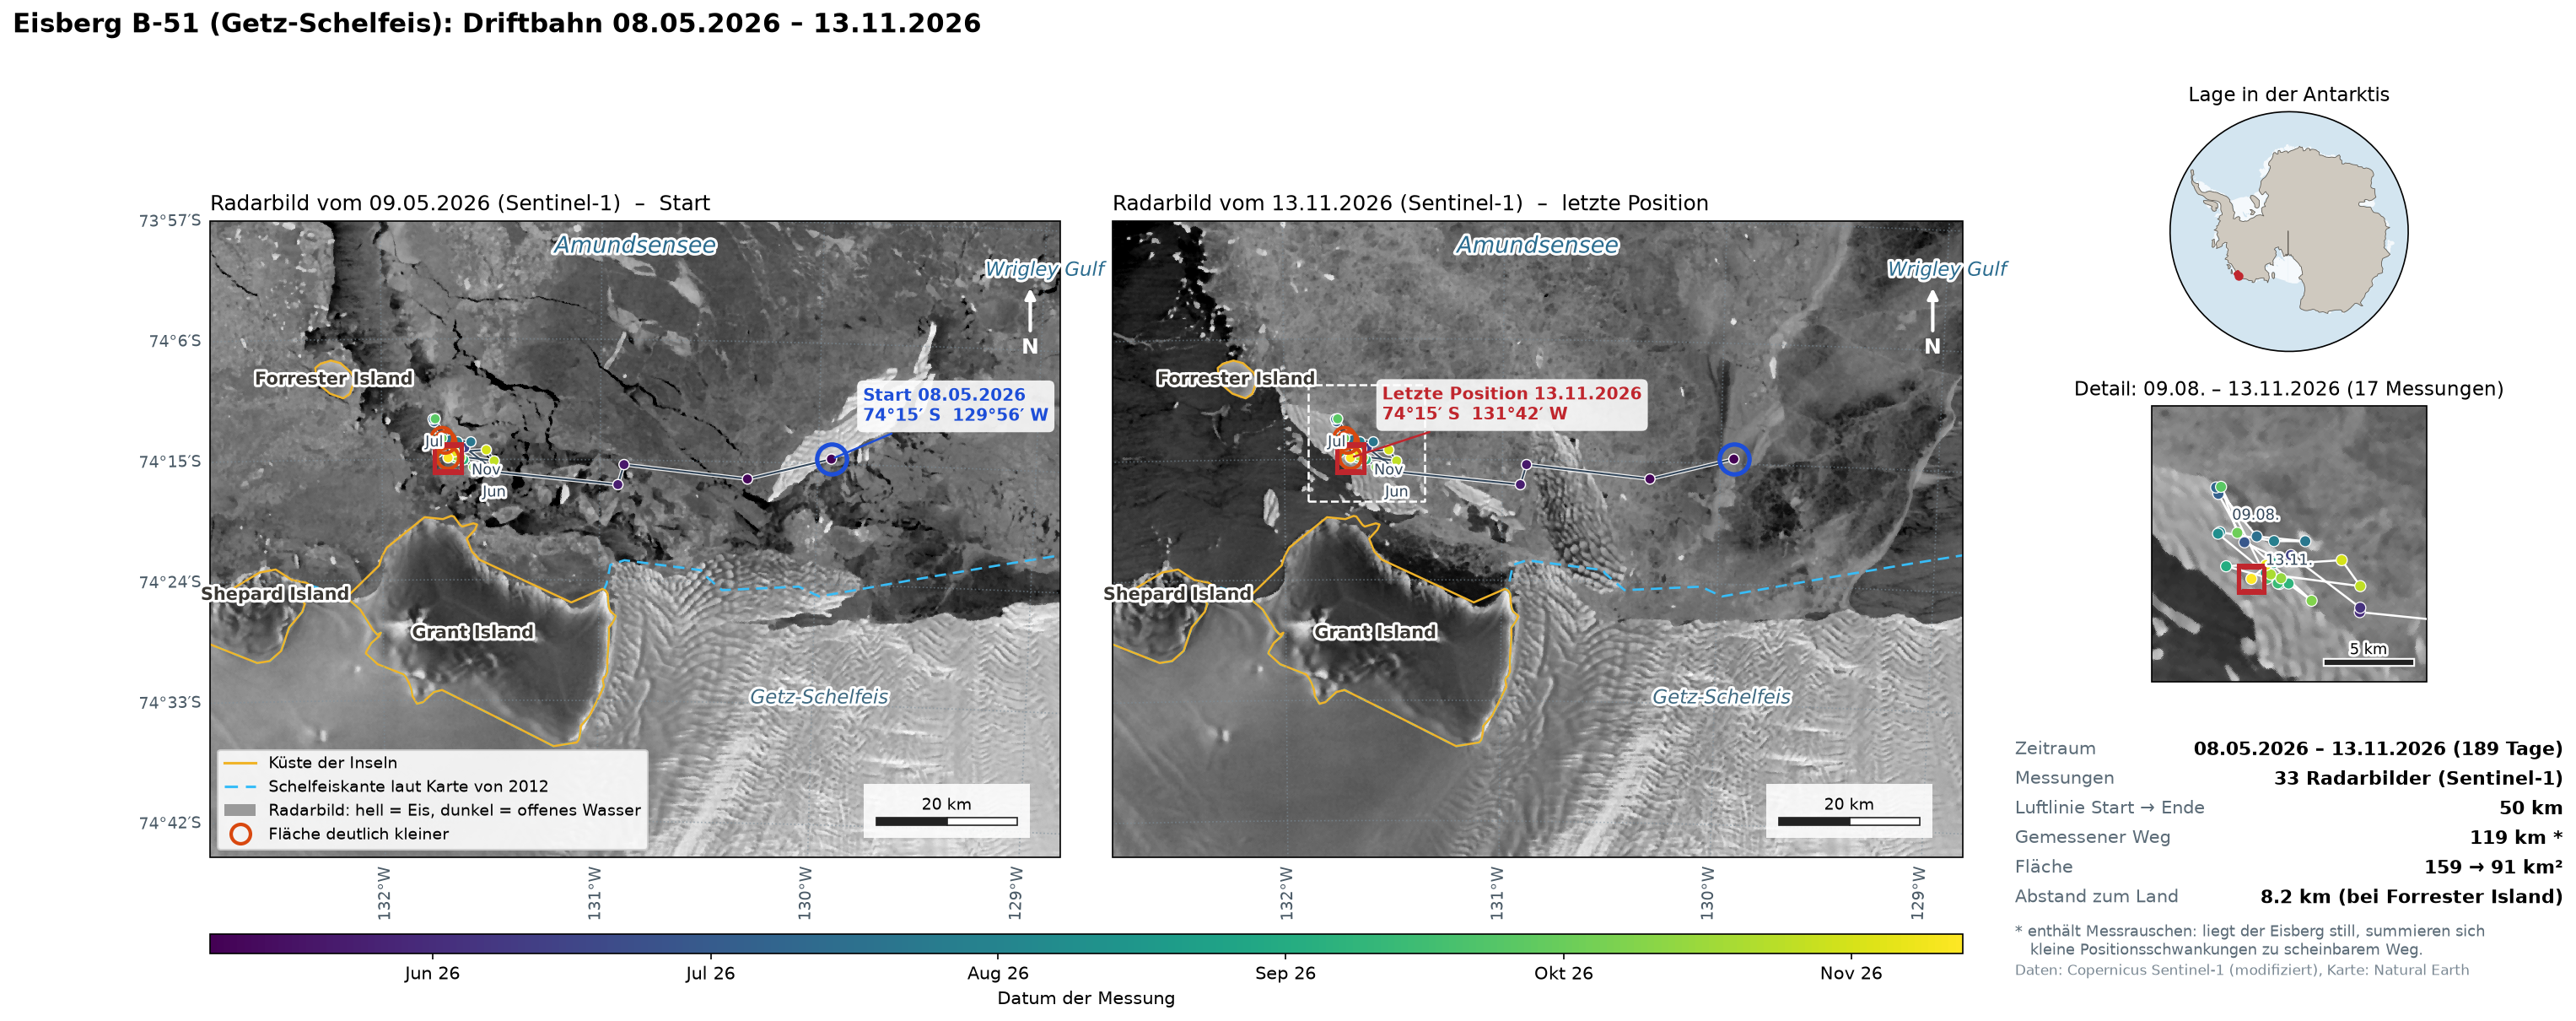 Eisberg B-51 (Getz-Schelfeis): Driftbahn 08.05.2026 – 13.11.2026
Radarbild vom 09.05.2026 (Sentinel-1)  –  Start
73°57′S
74°6′S
74°15′S
74°24′S
74°33′S
74°42′S
Amundsensee
Wrigley Gulf
N
Forrester Island
Start 08.05.2026
74°15′ S  129°56′ W
Jul
Nov
Jun
Shepard Island
Grant Island
Getz-Schelfeis
Küste der Inseln
Schelfeiskante laut Karte von 2012
Radarbild: hell = Eis, dunkel = offenes Wasser
Fläche deutlich kleiner
20 km
132°W
131°W
130°W
129°W
Radarbild vom 13.11.2026 (Sentinel-1)  –  letzte Position
Amundsensee
Wrigley Gulf
N
Forrester Island
Letzte Position 13.11.2026
74°15′ S  131°42′ W
Jul
Nov
Jun
Shepard Island
Grant Island
Getz-Schelfeis
20 km
132°W
131°W
130°W
129°W
Jun 26
Jul 26
Aug 26
Sep 26
Okt 26
Nov 26
Datum der Messung
Lage in der Antarktis
Detail: 09.08. – 13.11.2026 (17 Messungen)
09.08.
13.11.
5 km
Zeitraum 08.05.2026 – 13.11.2026 (189 Tage)
Messungen 33 Radarbilder (Sentinel-1)
Luftlinie Start → Ende 50 km
Gemessener Weg 119 km *
Fläche 159 → 91 km²
Abstand zum Land 8.2 km (bei Forrester Island)
* enthält Messrauschen: liegt der Eisberg still, summieren sich
kleine Positionsschwankungen zu scheinbarem Weg.
Daten: Copernicus Sentinel-1 (modifiziert), Karte: Natural Earth